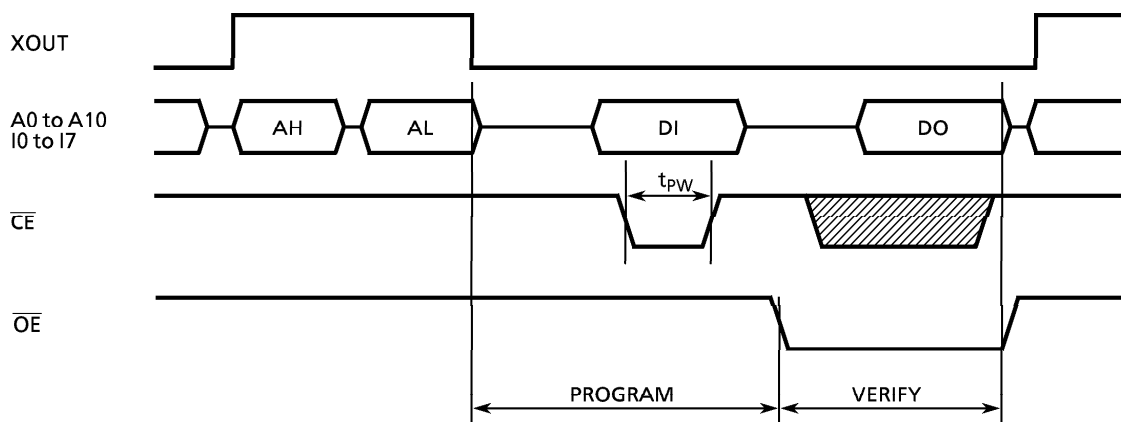 XOUT
A0 to A10
I0 to I7
AH
AL
DI
DO
tPW
CE
OE
PROGRAM
VERIFY